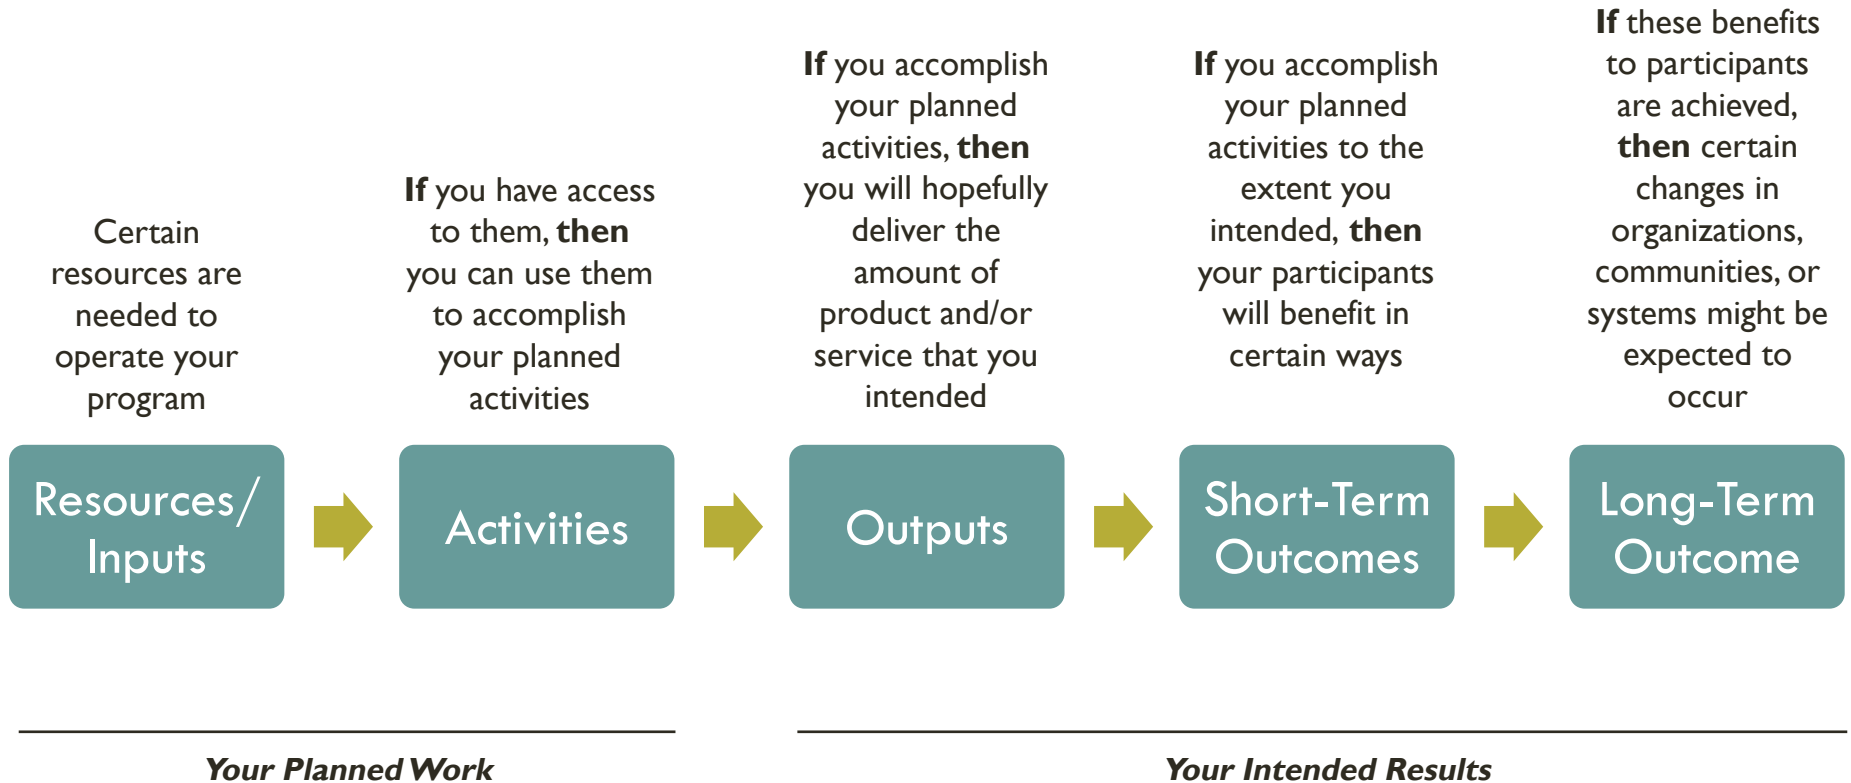 Certain
resources are
needed to
operate your
program
If you have access
to them, then
you can use them
to accomplish
your planned
activities
If you accomplish
your planned
activities, then
you will hopefully
deliver the
amount of
product and/or
service that you
intended
If you accomplish
your planned
activities to the
extent you
intended, then
your participants
will benefit in
certain ways
If these benefits
to participants
are achieved,
then certain
changes in
organizations,
communities, or
systems might be
expected to
occur
Resources/
Inputs
Activities
Outputs
Short-Term
Outcomes
Long-Term
Outcome
Your Planned Work
Your Intended Results